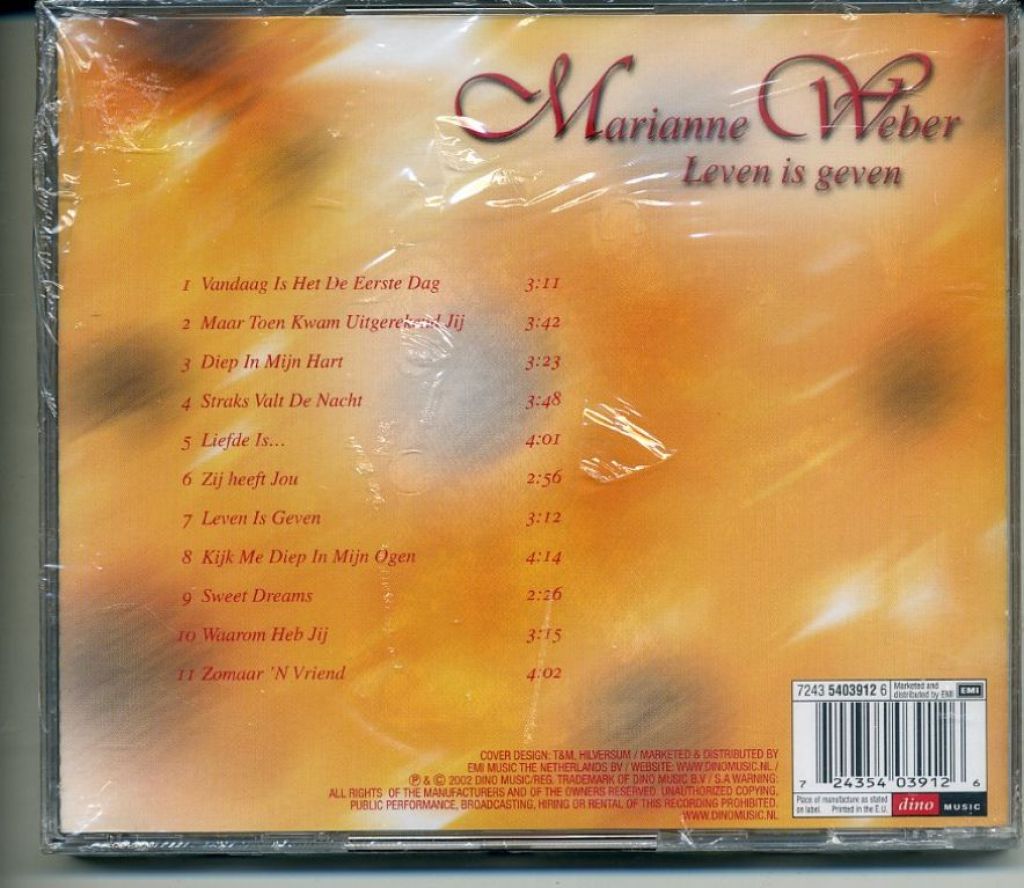 Marianne Weber
Leven is geven
1 Vandaag Is Het De Eerste Dag 3:11
2 Maar Toen Kwam Uitgerekend Jij 3:42
3 Diep In Mijn Hart 3:23
4 Straks Valt De Nacht 3:48
5 Liefde Is... 4:01
6 Zij heeft Jou 2:56
7 Leven Is Geven 3:12
8 Kijk Me Diep In Mijn Ogen 4:14
9 Sweet Dreams 2:26
10 Waarom Heb Jij 3:15
11 Zomaar 'N Vriend 4:02
COVER DESIGN: T&M, HILVERSUM / MARKETED & DISTRIBUTED BY
EMI MUSIC THE NETHERLANDS BV / WEBSITE: WWW.DINOMUSIC.NL /
℗ & © 2002 DINO MUSIC/REG. TRADEMARK OF DINO MUSIC B.V / S.A WARNING:
ALL RIGHTS OF THE MANUFACTURERS AND OF THE OWNERS RESERVED. UNAUTHORIZED COPYING,
PUBLIC PERFORMANCE, BROADCASTING, HIRING OR RENTAL OF THIS RECORDING PROHIBITED.
WWW.DINOMUSIC.NL
7243 5403912 6
Marketed and
distributed by EMI
EMI
7 24354 03912 6
Place of manufacture as stated
on label. Printed in the E.U.
dino MUSIC